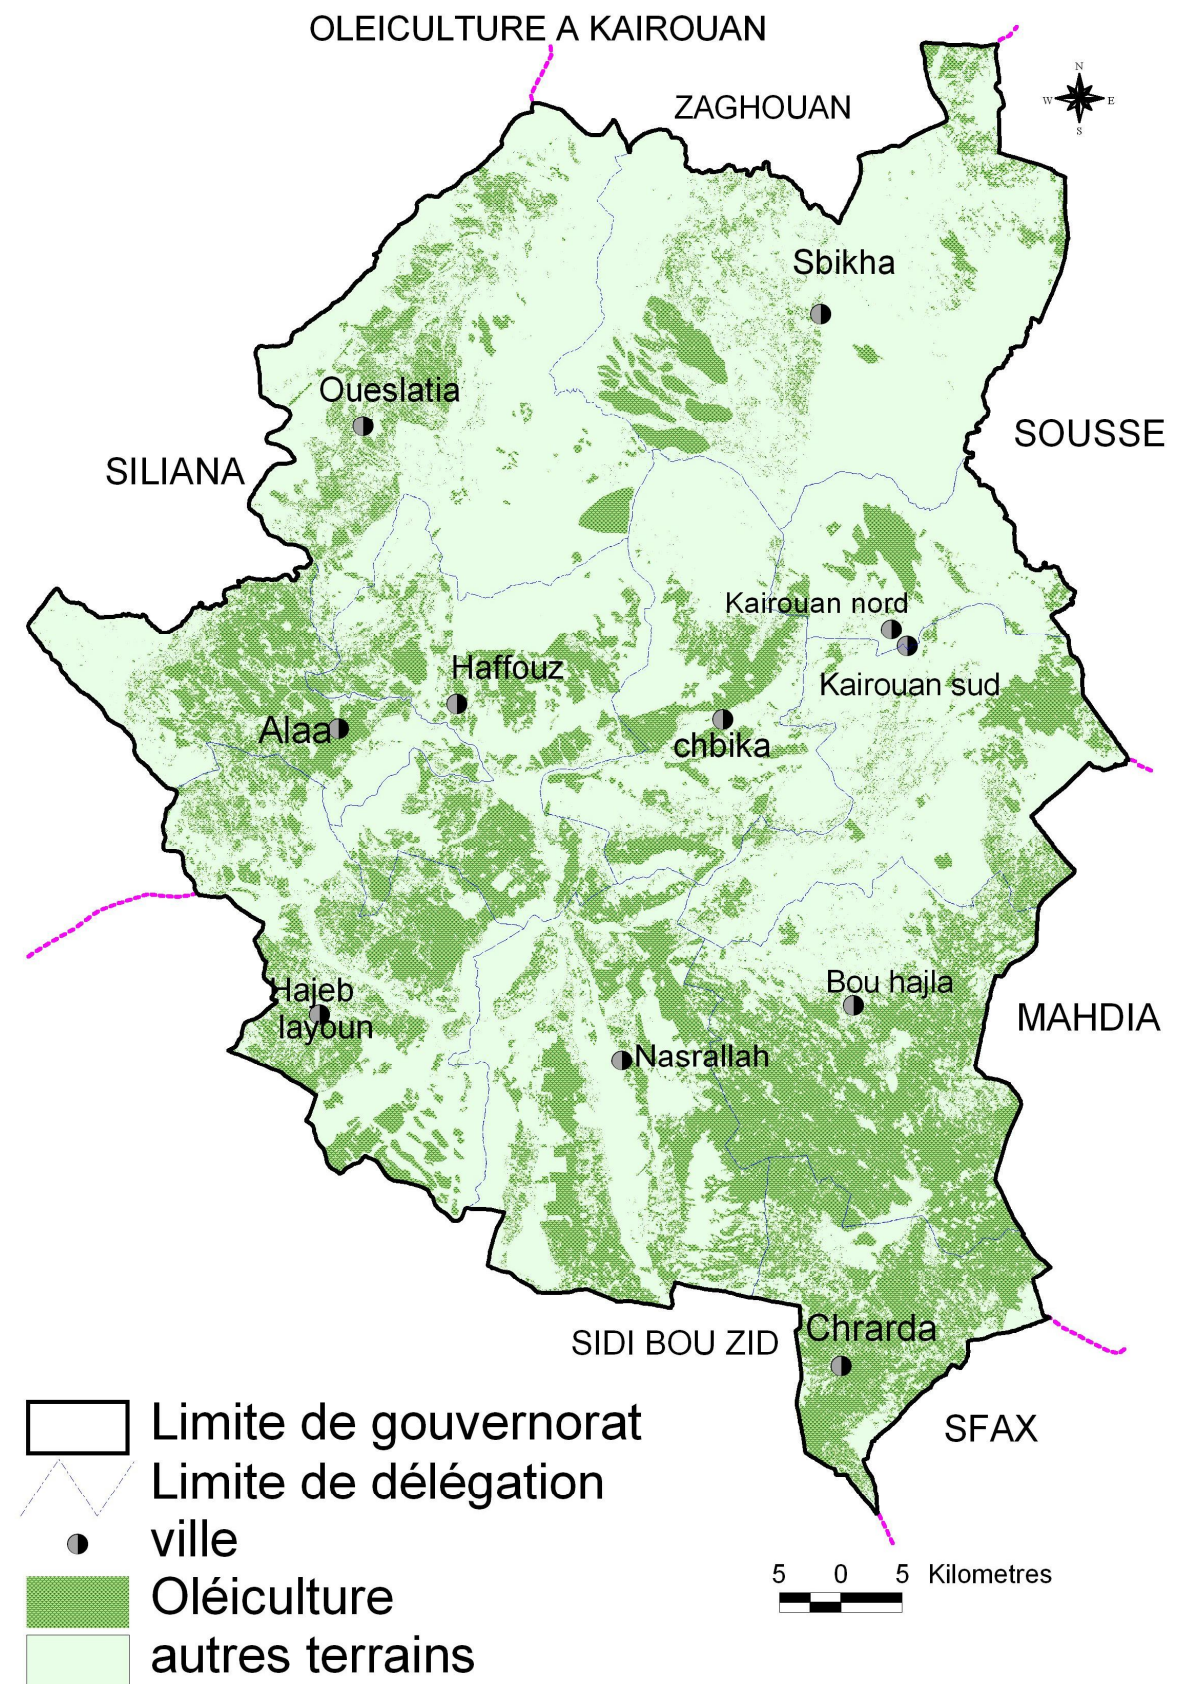 OLEICULTURE A KAIROUAN
ZAGHOUAN
N
W E
S
Sbikha
Oueslatia
SOUSSE
SILIANA
Kairouan nord
Haffouz
Kairouan sud
Alaa
chbika
Bou hajla
Hajeb
layoun
MAHDIA
Nasrallah
Chrarda
SIDI BOU ZID
SFAX
Limite de gouvernorat
Limite de délégation
ville
5 0 5 Kilometres
Oléiculture
autres terrains